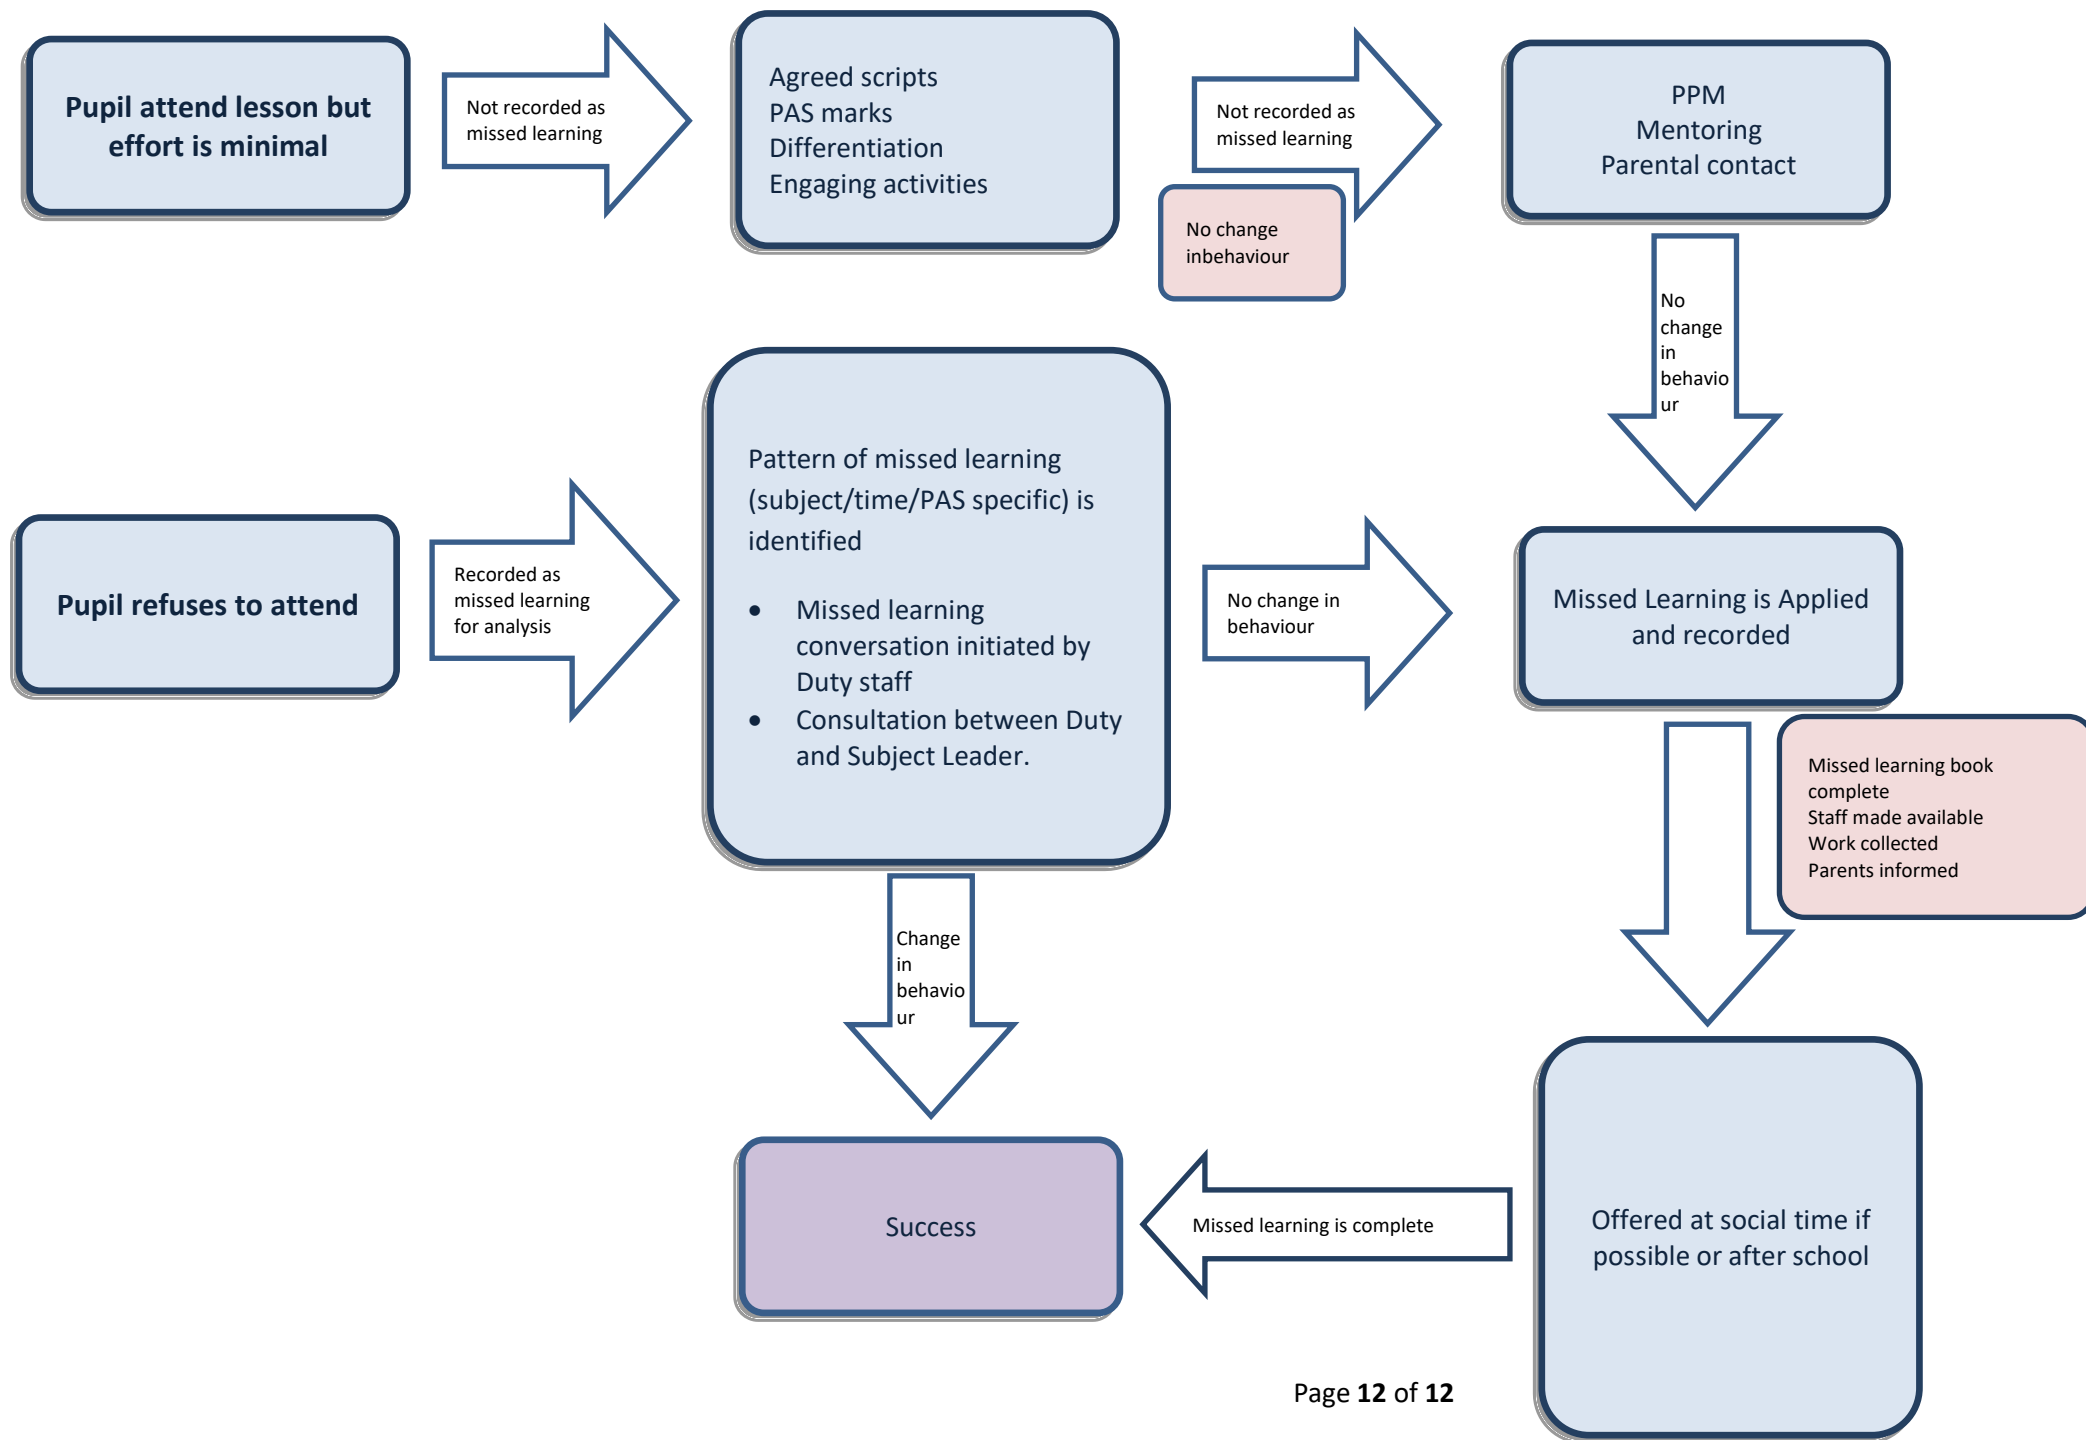 Pupil attend lesson but
effort is minimal
Not recorded as
missed learning
Agreed scripts
PAS marks
Differentiation
Engaging activities
Not recorded as
missed learning
No change
inbehaviour
PPM
Mentoring
Parental contact
No
change
in
behavio
ur
Pupil refuses to attend
Recorded as
missed learning
for analysis
Pattern of missed learning
(subject/time/PAS specific) is
identified
• Missed learning
conversation initiated by
Duty staff
• Consultation between Duty
and Subject Leader.
No change in
behaviour
Missed Learning is Applied
and recorded
Missed learning book
complete
Staff made available
Work collected
Parents informed
Change
in
behavio
ur
Success
Missed learning is complete
Offered at social time if
possible or after school
Page 12 of 12